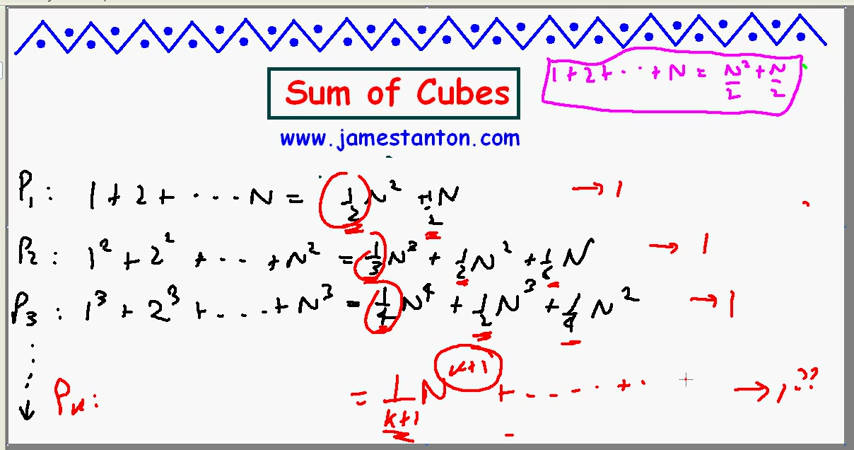 1 + 2 + ... + N = N²/2 + N/2
Sum of Cubes
www.jamestanton.com
P₁ : 1 + 2 + ... N = 1/2 N² + 1/2 N → 1
P₂ : 1² + 2² + ... + N² = 1/3 N³ + 1/2 N² + 1/6 N → 1
P₃ : 1³ + 2³ + ... + N³ = 1/4 N⁴ + 1/2 N³ + 1/4 N² → 1
Pₖ : = 1/k+1 N^k+1 + .... + . → 1 ??